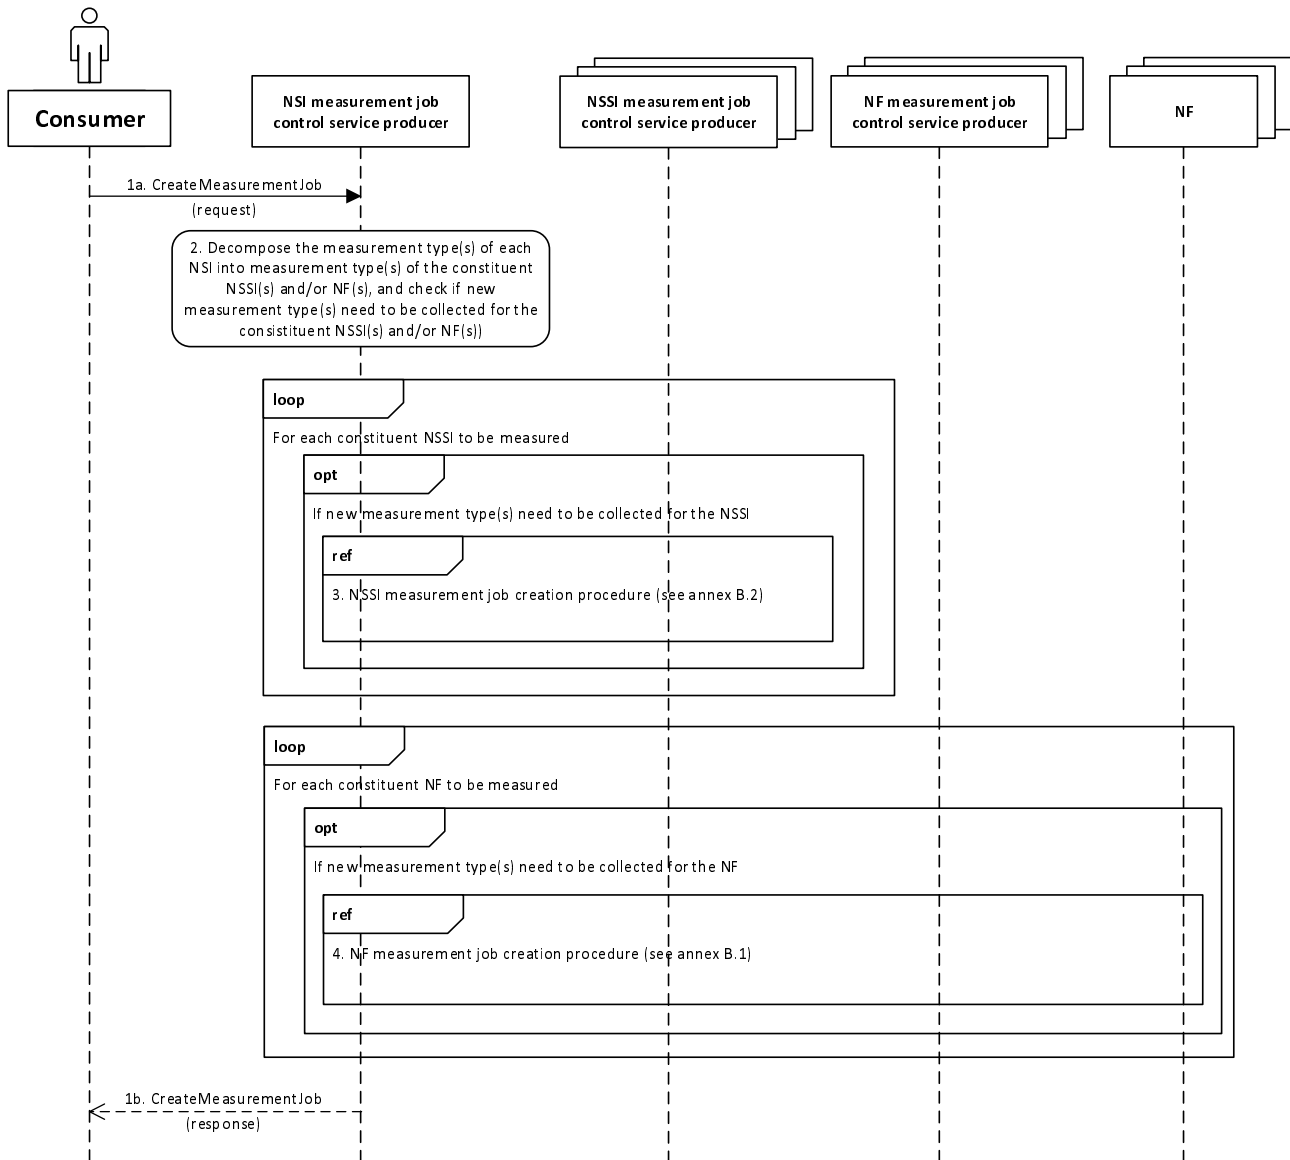 Consumer
NSI measurement job
control service producer
NSSI measurement job
control service producer
NF measurement job
control service producer
NF
1a. CreateMeasurementJob
(request)
2. Decompose the measurement type(s) of each
NSI into measurement type(s) of the constituent
NSSI(s) and/or NF(s), and check if new
measurement type(s) need to be collected for the
consistituent NSSI(s) and/or NF(s))
loop
For each constituent NSSI to be measured
opt
If new measurement type(s) need to be collected for the NSSI
ref
3. NSSI measurement job creation procedure (see annex B.2)
loop
For each constituent NF to be measured
opt
If new measurement type(s) need to be collected for the NF
ref
4. NF measurement job creation procedure (see annex B.1)
1b. CreateMeasurementJob
(response)